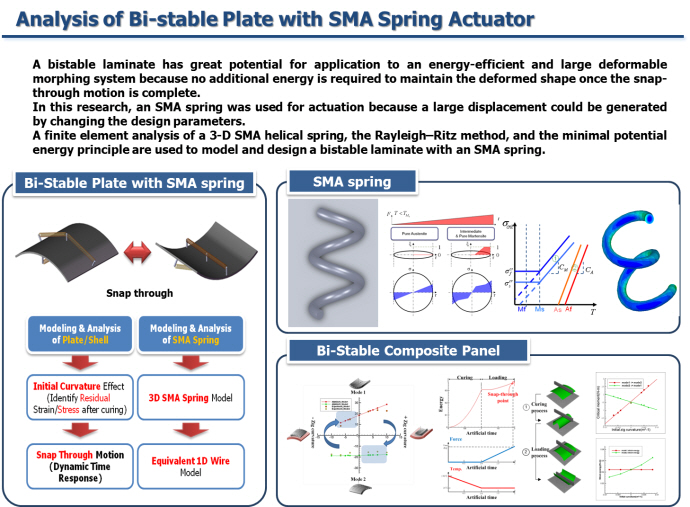 Analysis of Bi-stable Plate with SMA Spring Actuator
A bistable laminate has great potential for application to an energy-efficient and large deformable
morphing system because no additional energy is required to maintain the deformed shape once the snap-
through motion is complete.
In this research, an SMA spring was used for actuation because a large displacement could be generated
by changing the design parameters.
A finite element analysis of a 3-D SMA helical spring, the Rayleigh–Ritz method, and the minimal potential
energy principle are used to model and design a bistable laminate with an SMA spring.
Bi-Stable Plate with SMA spring
Snap through
Modeling & Analysis
of Plate/Shell
Modeling & Analysis
of SMA Spring
Initial Curvature Effect
(Identify Residual
Strain/Stress after curing)
3D SMA Spring Model
Snap Through Motion
(Dynamic Time
Response)
Equivalent 1D Wire
Model
SMA spring
Pure Austenite
Intermediate
& Pure Martensite
Mf Ms As Af T
Bi-Stable Composite Panel
Mode 1
Mode 2
Curing Loading
Energy
Snap-through
point
Artificial time
Force
Artificial time
Temp
Artificial time
1 Curing
process
2 Loading
process